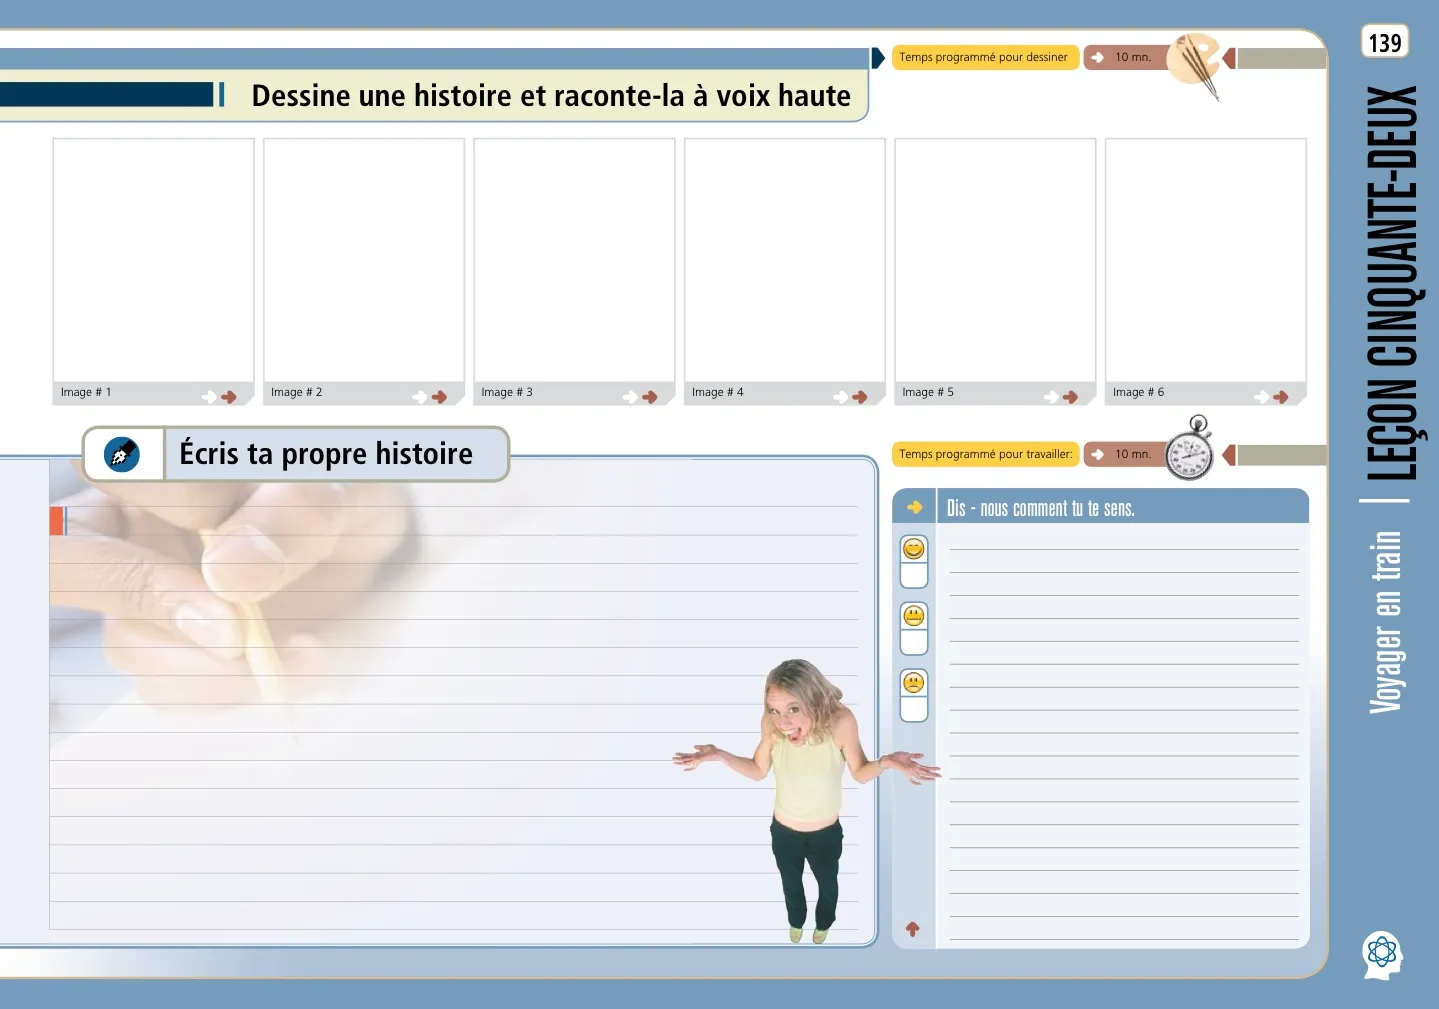 139
Temps programmé pour dessiner
10 mn.
Dessine une histoire et raconte-la à voix haute
Image # 1
Image # 2
Image # 3
Image # 4
Image # 5
Image # 6
Écris ta propre histoire
Temps programmé pour travailler:
10 mn.
Dis - nous comment tu te sens.
LEÇON CINQUANTE-DEUX
Voyager en train